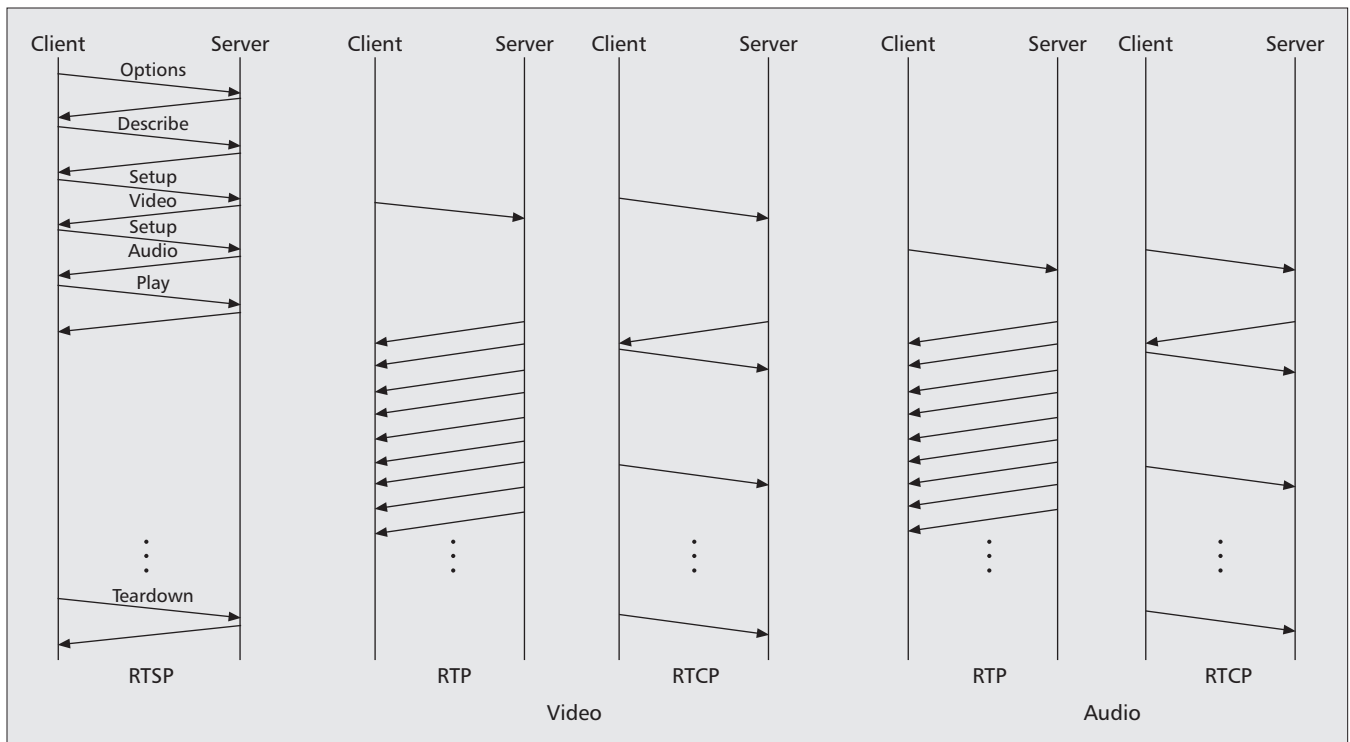 Client Server Client Server Client Server Client Server Client Server
Options
Describe
Setup
Video
Setup
Audio
Play
Teardown
RTSP RTP RTCP RTP RTCP
Video Audio